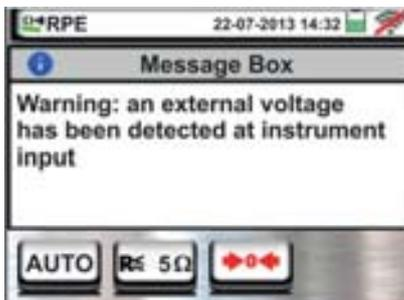 RPE 22-07-2013 14:32
Message Box
Warning: an external voltage
has been detected at instrument
input
AUTO R≤ 5Ω →0←